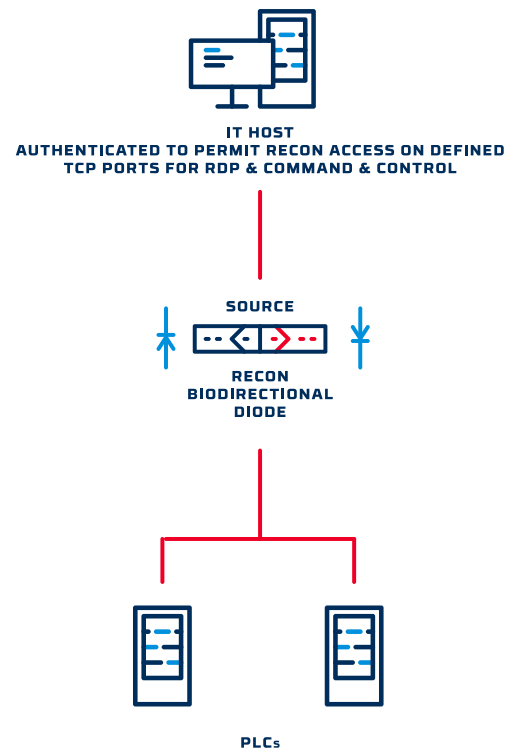 IT HOST
AUTHENTICATED TO PERMIT RECON ACCESS ON DEFINED
TCP PORTS FOR RDP & COMMAND & CONTROL
SOURCE
RECON
BIODIRECTIONAL
DIODE
PLCs